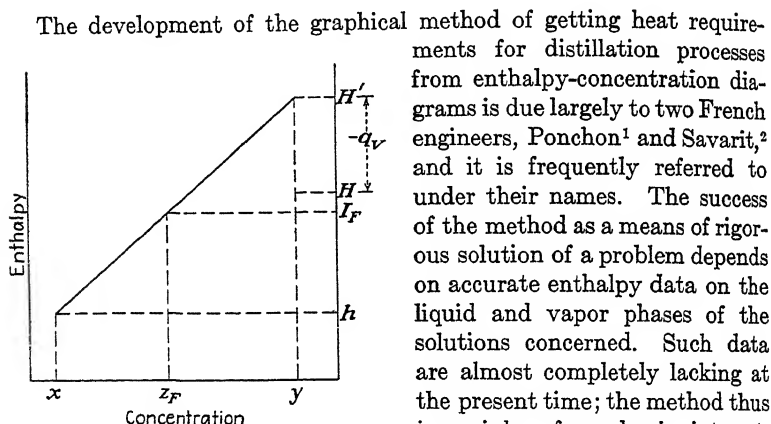 The development of the graphical method of getting heat require-
ments for distillation processes
from enthalpy-concentration dia-
grams is due largely to two French
engineers, Ponchon¹ and Savarit,²
and it is frequently referred to
under their names. The success
of the method as a means of rigor-
ous solution of a problem depends
on accurate enthalpy data on the
liquid and vapor phases of the
solutions concerned. Such data
are almost completely lacking at
the present time; the method thus
Enthalpy
H′
-q_V
H
I_F
h
x z_F y
Concentration